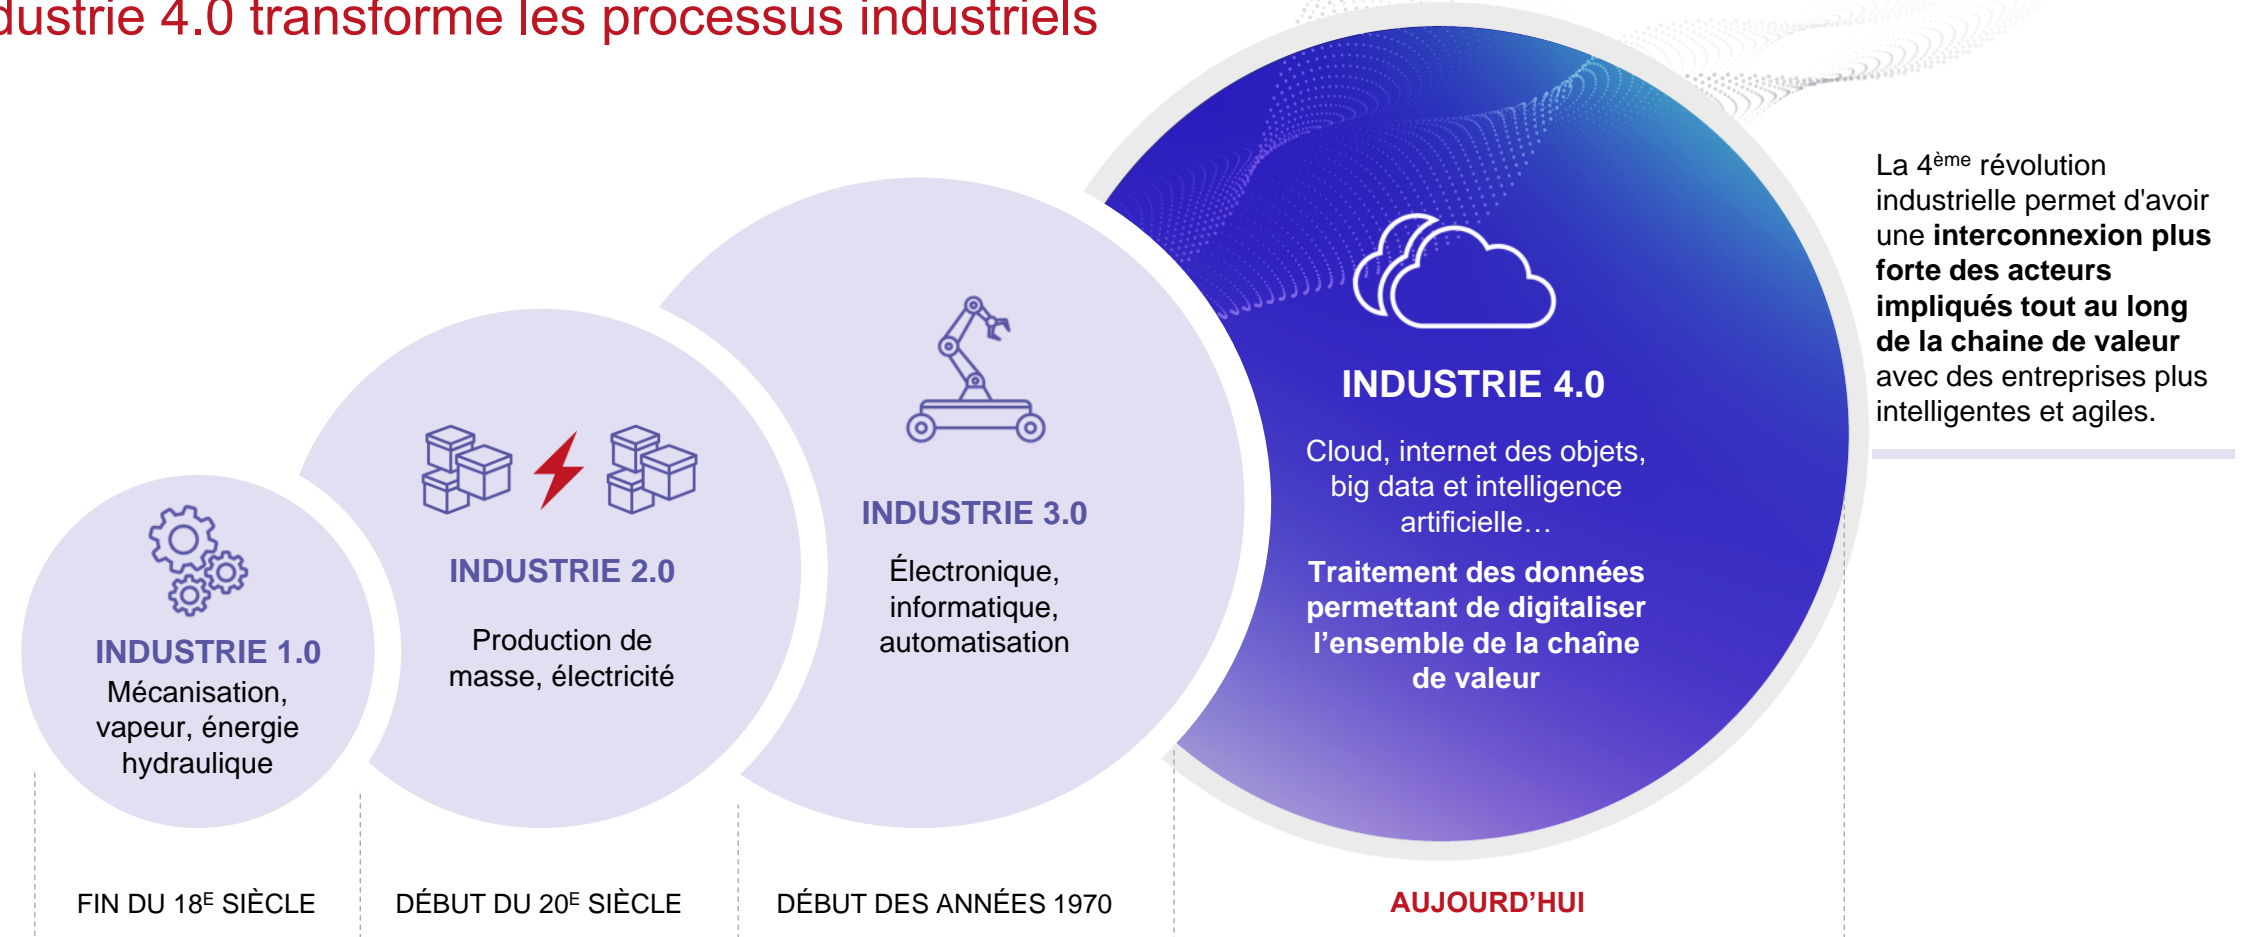 dustrie 4.0 transforme les processus industriels
La 4ème révolution
industrielle permet d'avoir
une interconnexion plus
forte des acteurs
impliqués tout au long
de la chaine de valeur
avec des entreprises plus
intelligentes et agiles.
INDUSTRIE 1.0
Mécanisation,
vapeur, énergie
hydraulique
INDUSTRIE 2.0
Production de
masse, électricité
INDUSTRIE 3.0
Électronique,
informatique,
automatisation
INDUSTRIE 4.0
Cloud, internet des objets,
big data et intelligence
artificielle…
Traitement des données
permettant de digitaliser
l’ensemble de la chaîne
de valeur
FIN DU 18E SIÈCLE
DÉBUT DU 20E SIÈCLE
DÉBUT DES ANNÉES 1970
AUJOURD’HUI